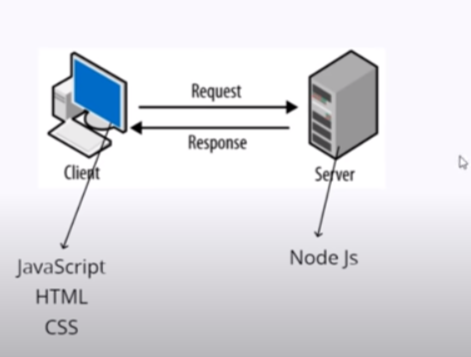 Request
Response
Client
Server
JavaScript
HTML
CSS
Node Js